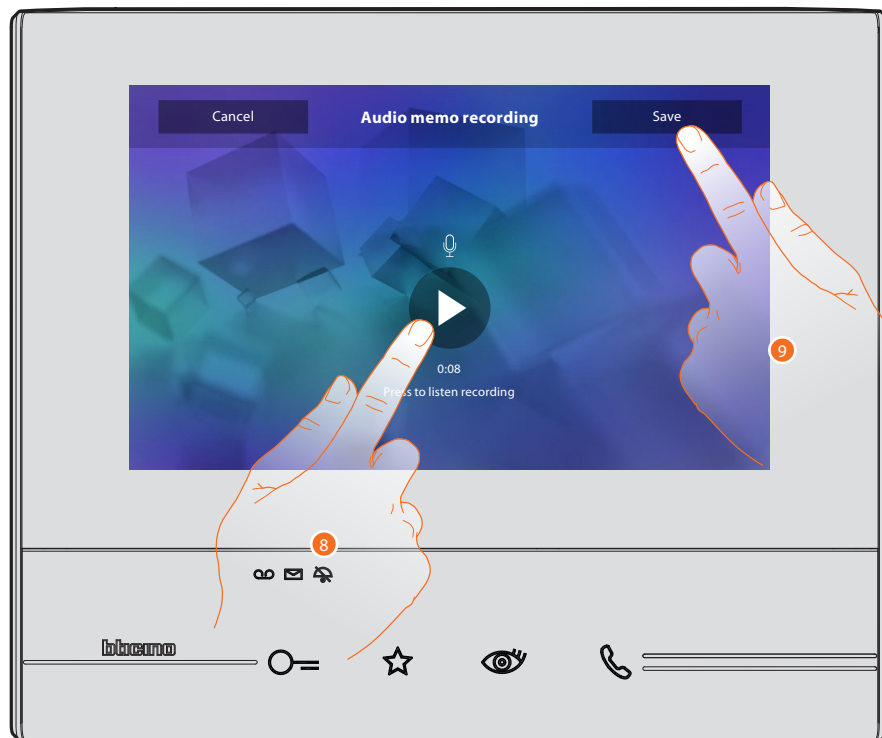 Cancel
Audio memo recording
Save
0:08
Press to listen recording
9
8
bticino